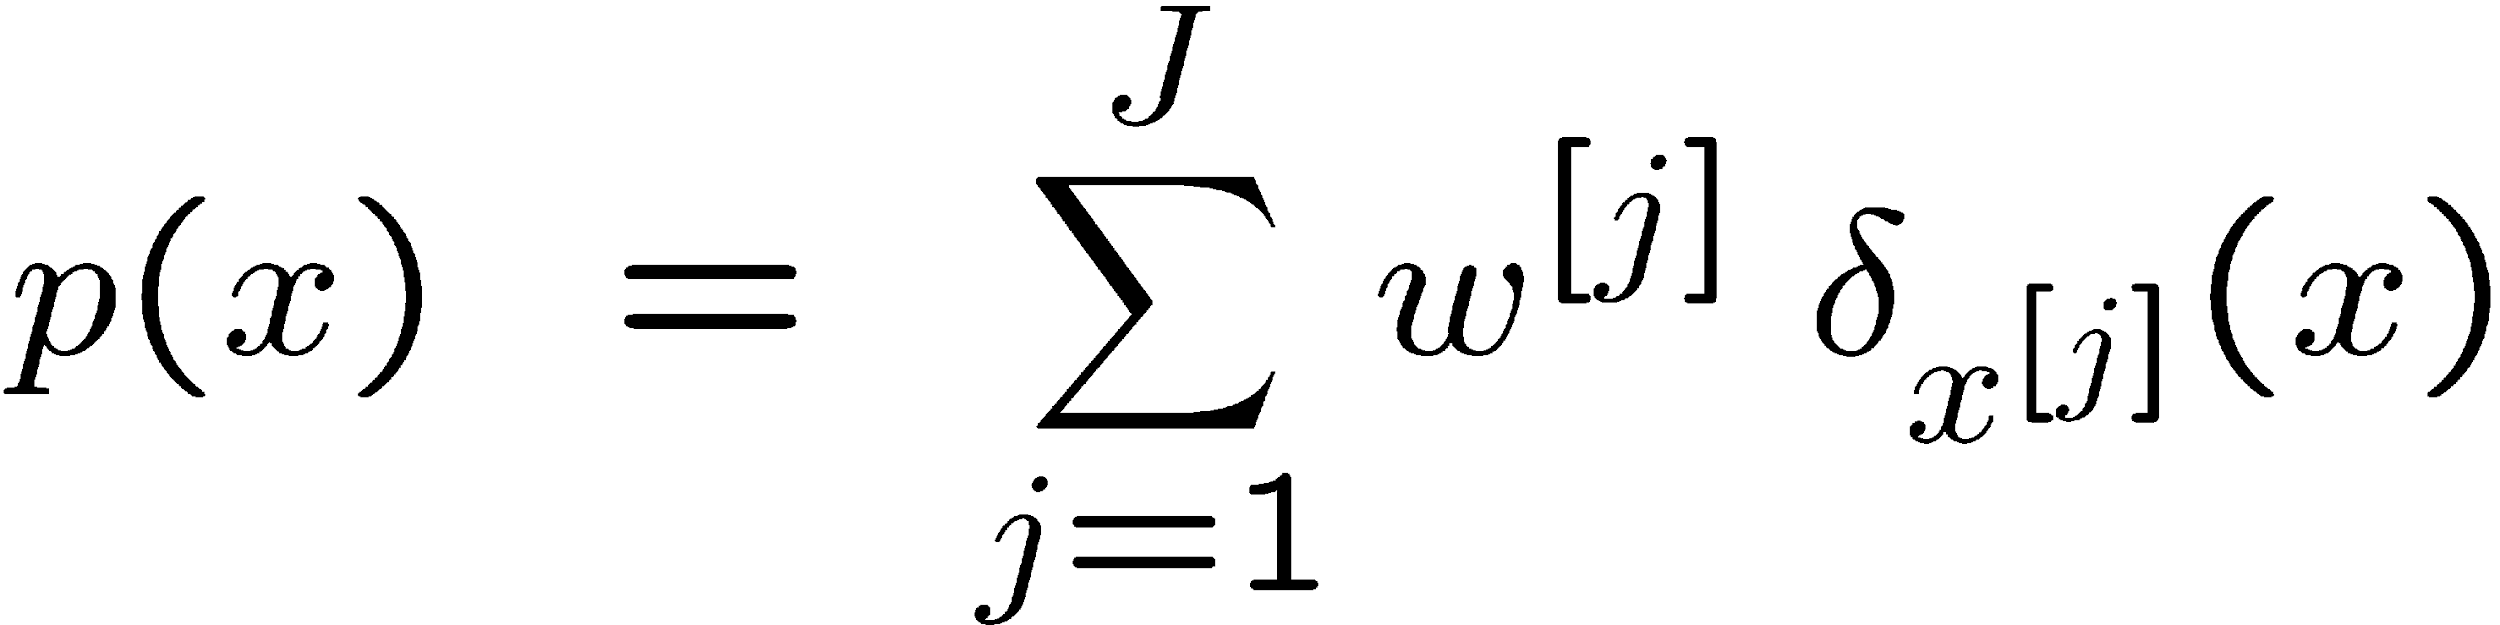 p(x) = \sum_{j=1}^{J} w^{[j]} \delta_{x^{[j]}}(x)